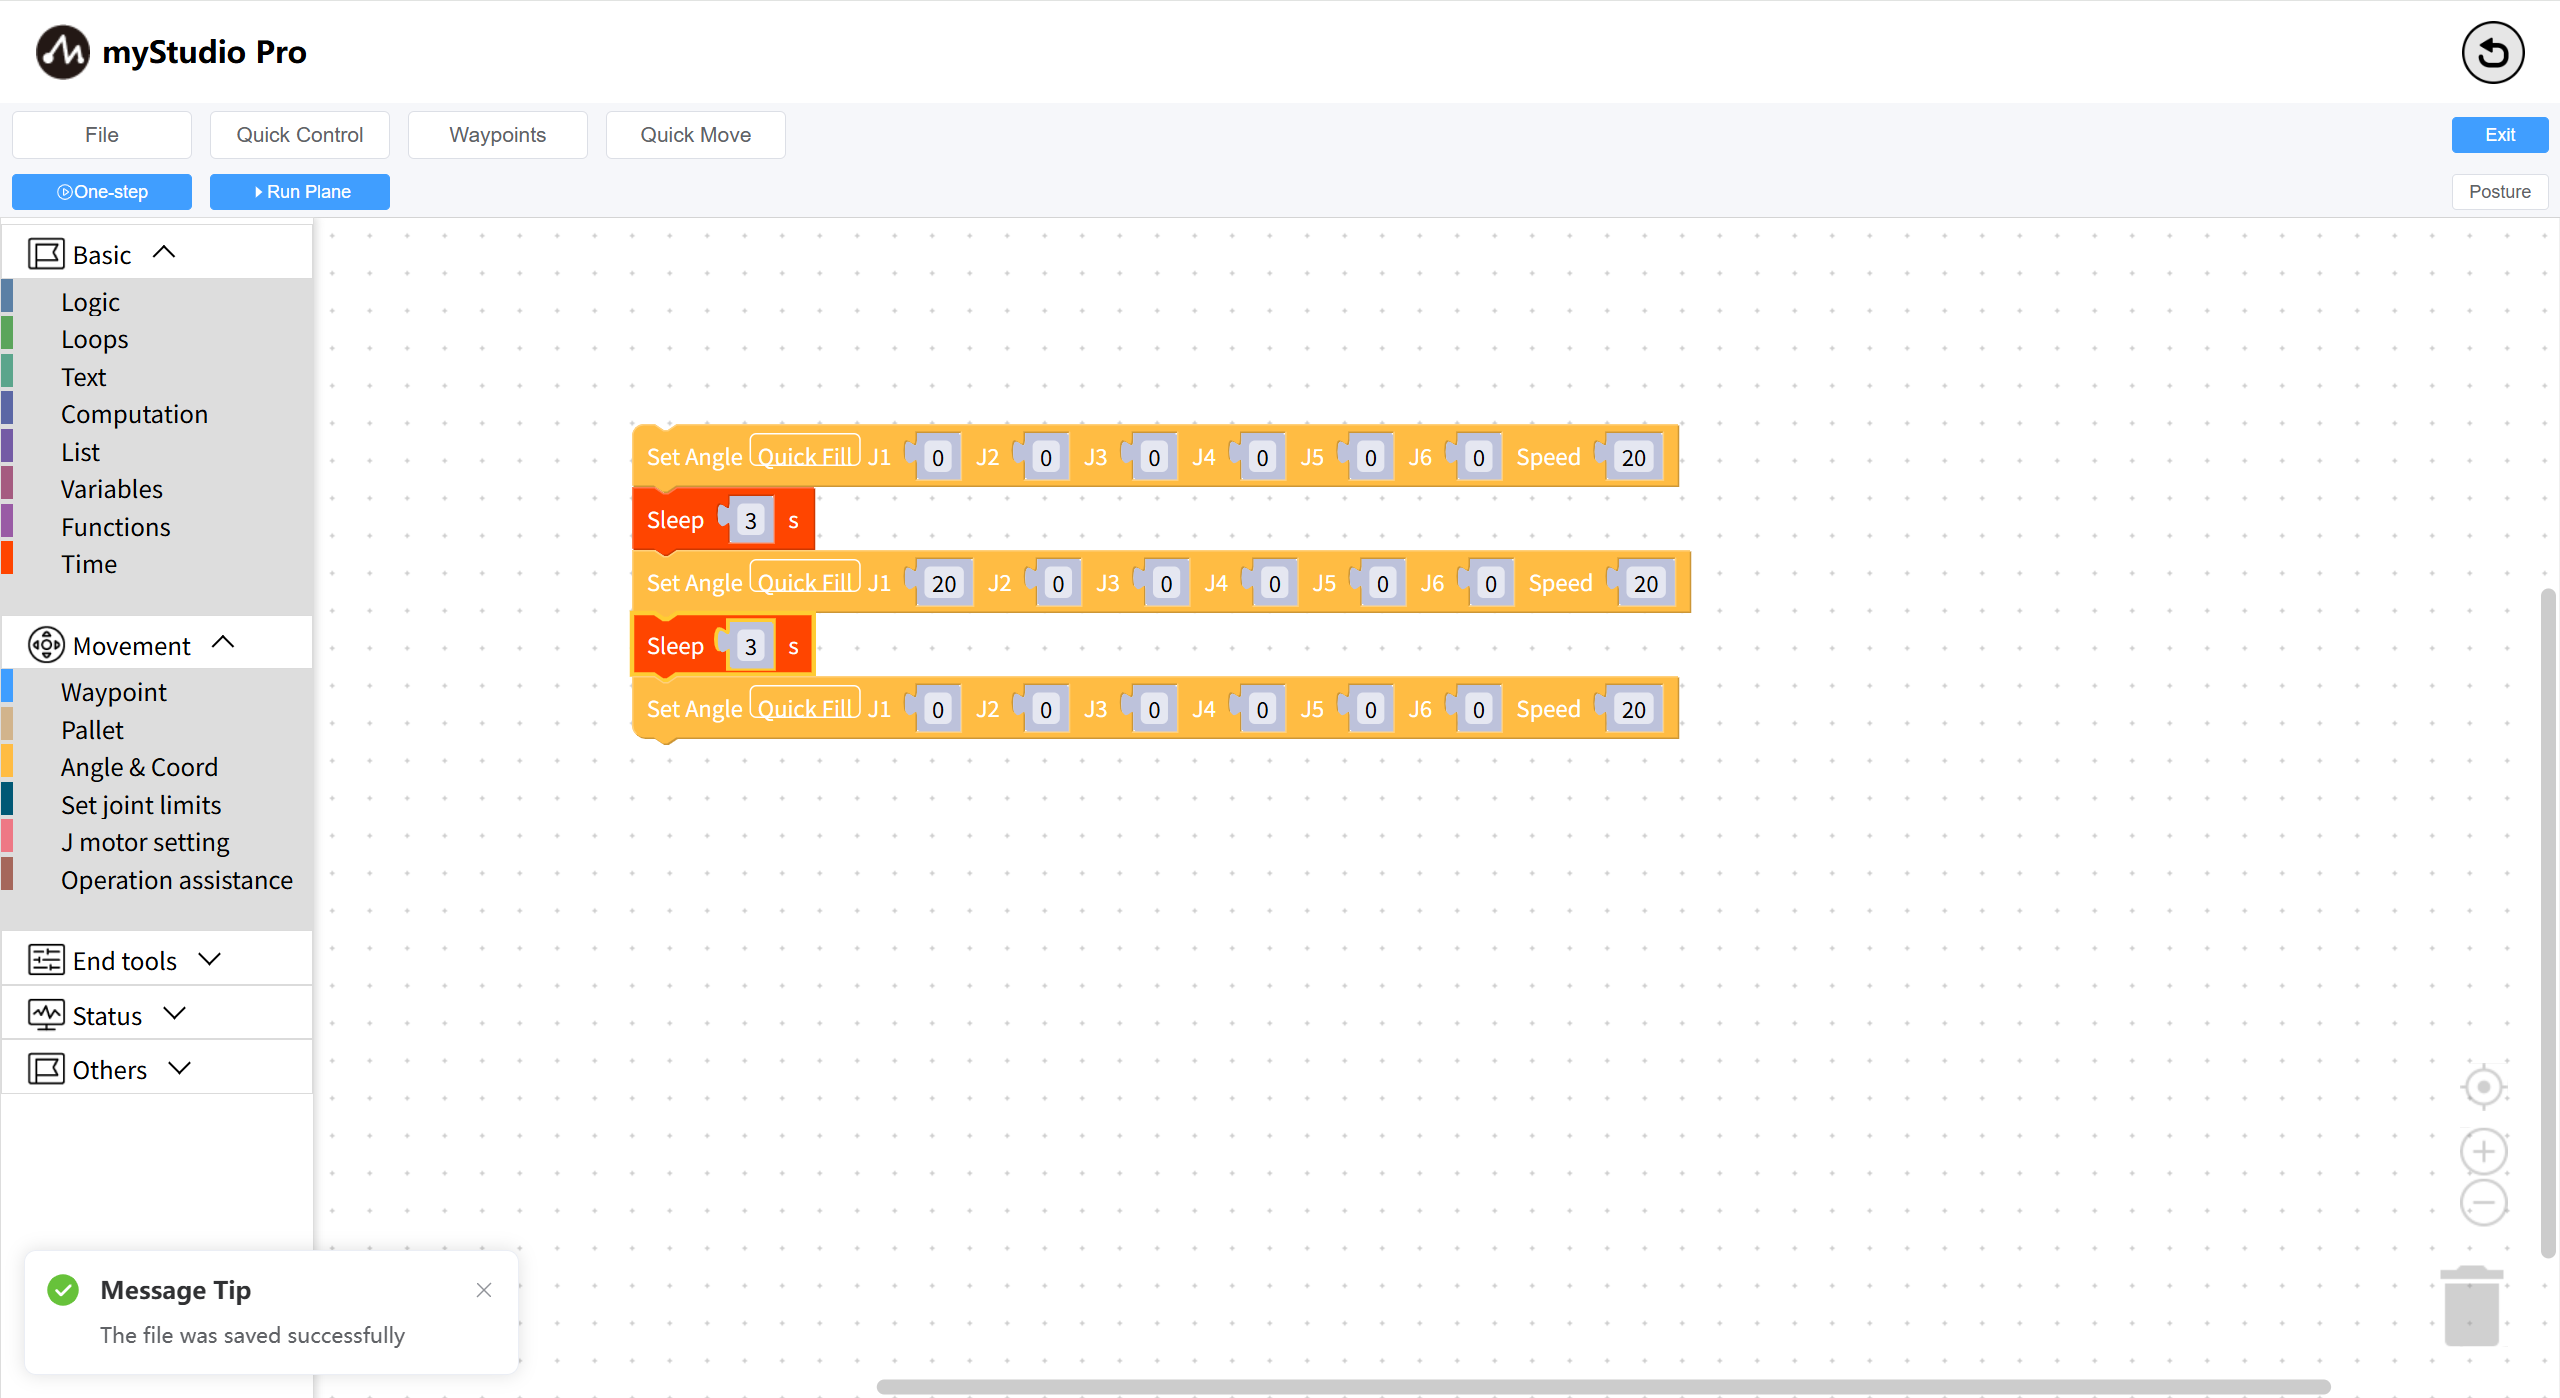 myStudio Pro
File Quick Control Waypoints Quick Move Exit
One-step Run Plane Posture
Basic
Logic
Loops
Text
Computation
List
Variables
Functions
Time
Movement
Waypoint
Pallet
Angle & Coord
Set joint limits
J motor setting
Operation assistance
End tools
Status
Others
Set Angle Quick Fill J1 0 J2 0 J3 0 J4 0 J5 0 J6 0 Speed 20
Sleep 3 s
Set Angle Quick Fill J1 20 J2 0 J3 0 J4 0 J5 0 J6 0 Speed 20
Sleep 3 s
Set Angle Quick Fill J1 0 J2 0 J3 0 J4 0 J5 0 J6 0 Speed 20
Message Tip
The file was saved successfully